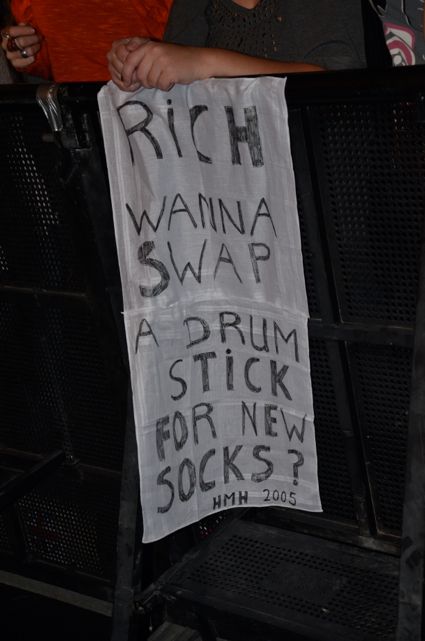 RiCH
WANNA
SWAP
A DRUM
STiCK
FOR NEW
SOCKS?
HMH 2005